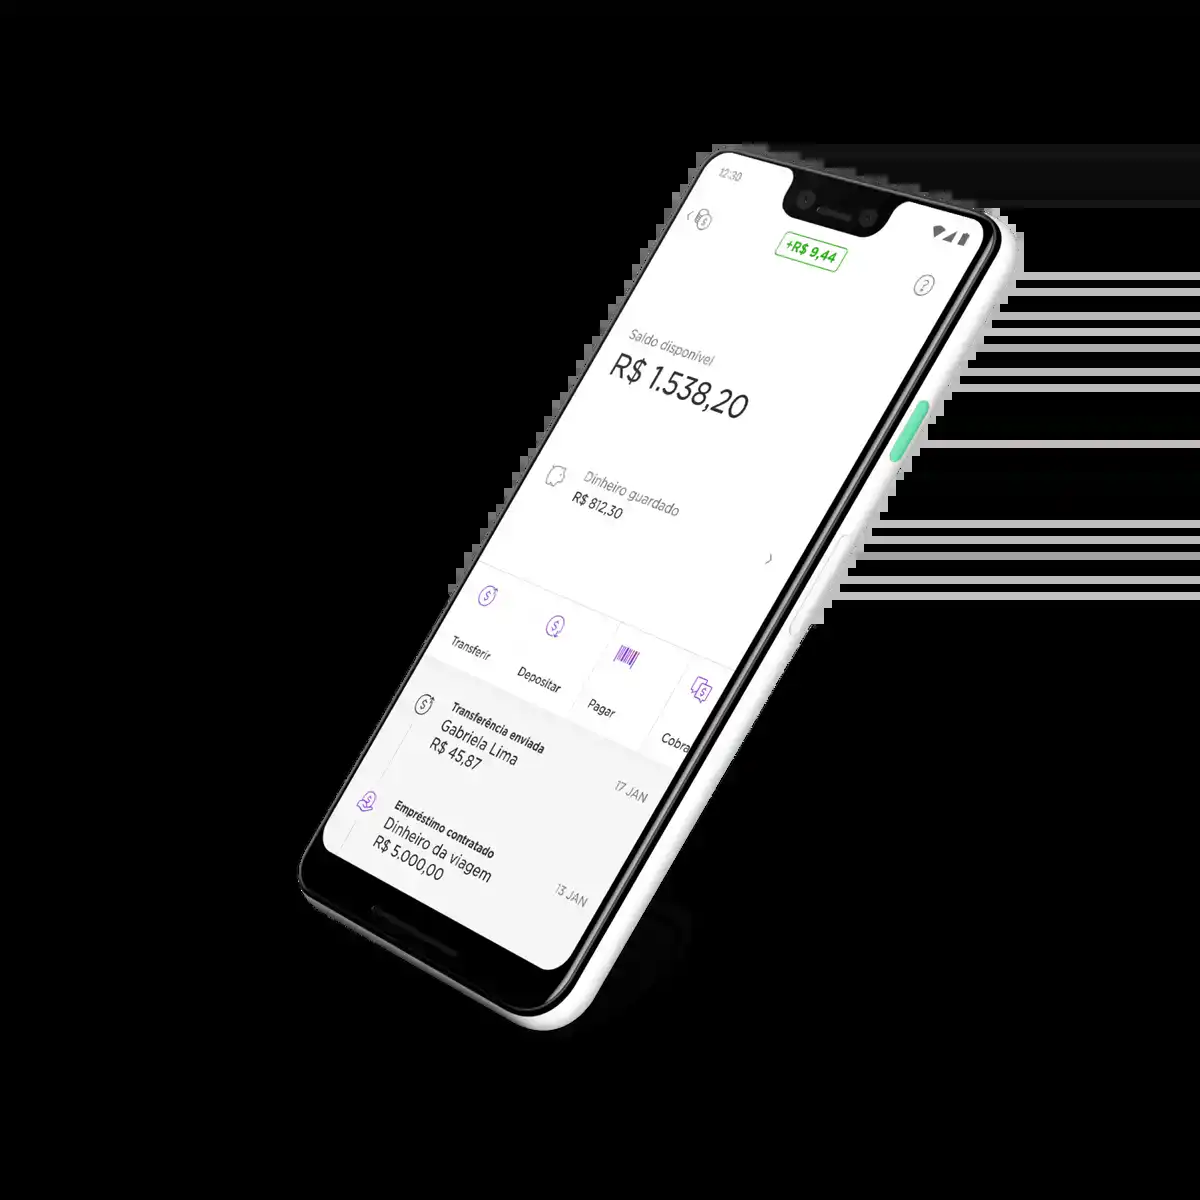 12:30
+R$ 9,44
?
Saldo disponível
R$ 1.538,20
Dinheiro guardado
R$ 812,30
Transferir
Depositar
Pagar
Cobra
Transferência enviada
Gabriela Lima
R$ 45,87
17 JAN
Empréstimo contratado
Dinheiro da viagem
R$ 5.000,00
13 JAN